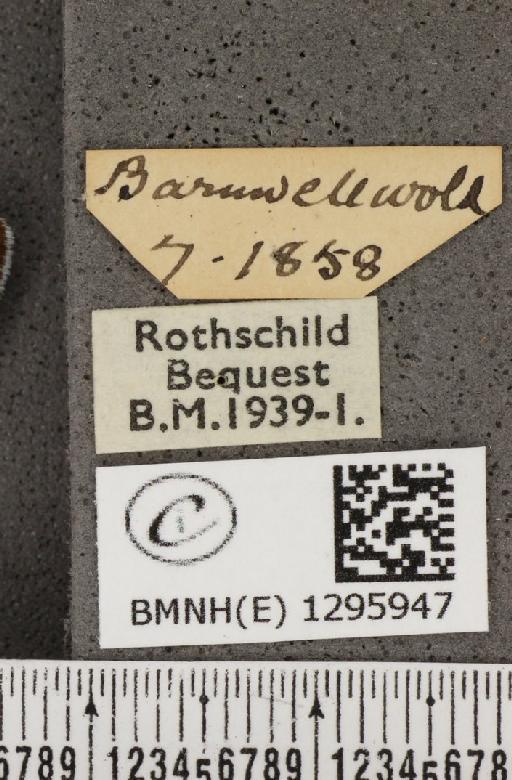 Barnwellwold
7.1858
Rothschild
Bequest
B.M.1939-1.
C
BMNH(E) 1295947
6789 123456789 12345678